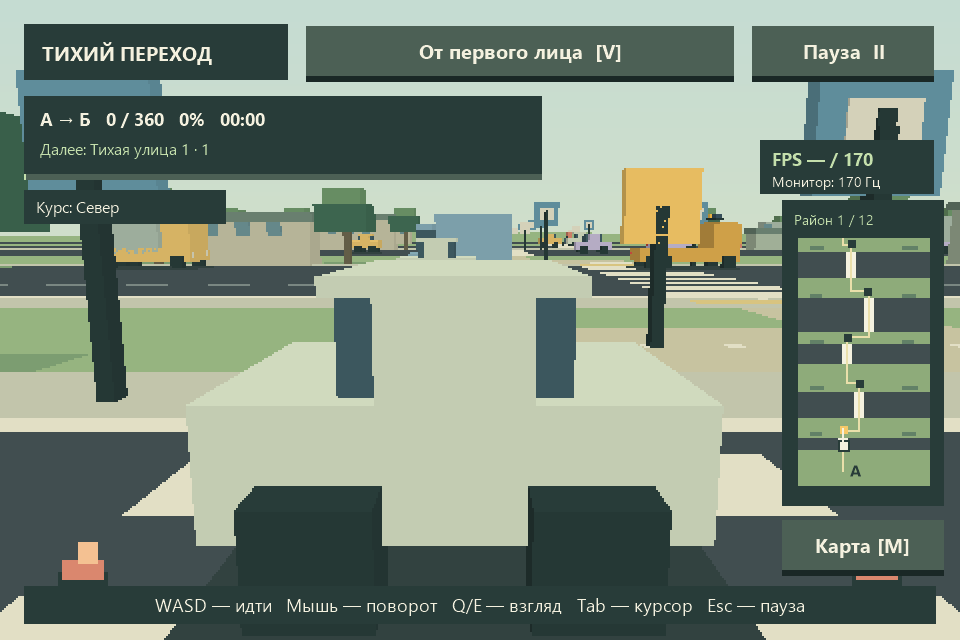 ТИХИЙ ПЕРЕХОД
От первого лица [V]
Пауза II
А → Б 0 / 360 0% 00:00
Далее: Тихая улица 1 · 1
FPS — / 170
Монитор: 170 Гц
Курс: Север
Район 1 / 12
А
Карта [M]
WASD — идти Мышь — поворот Q/E — взгляд Tab — курсор Esc — пауза